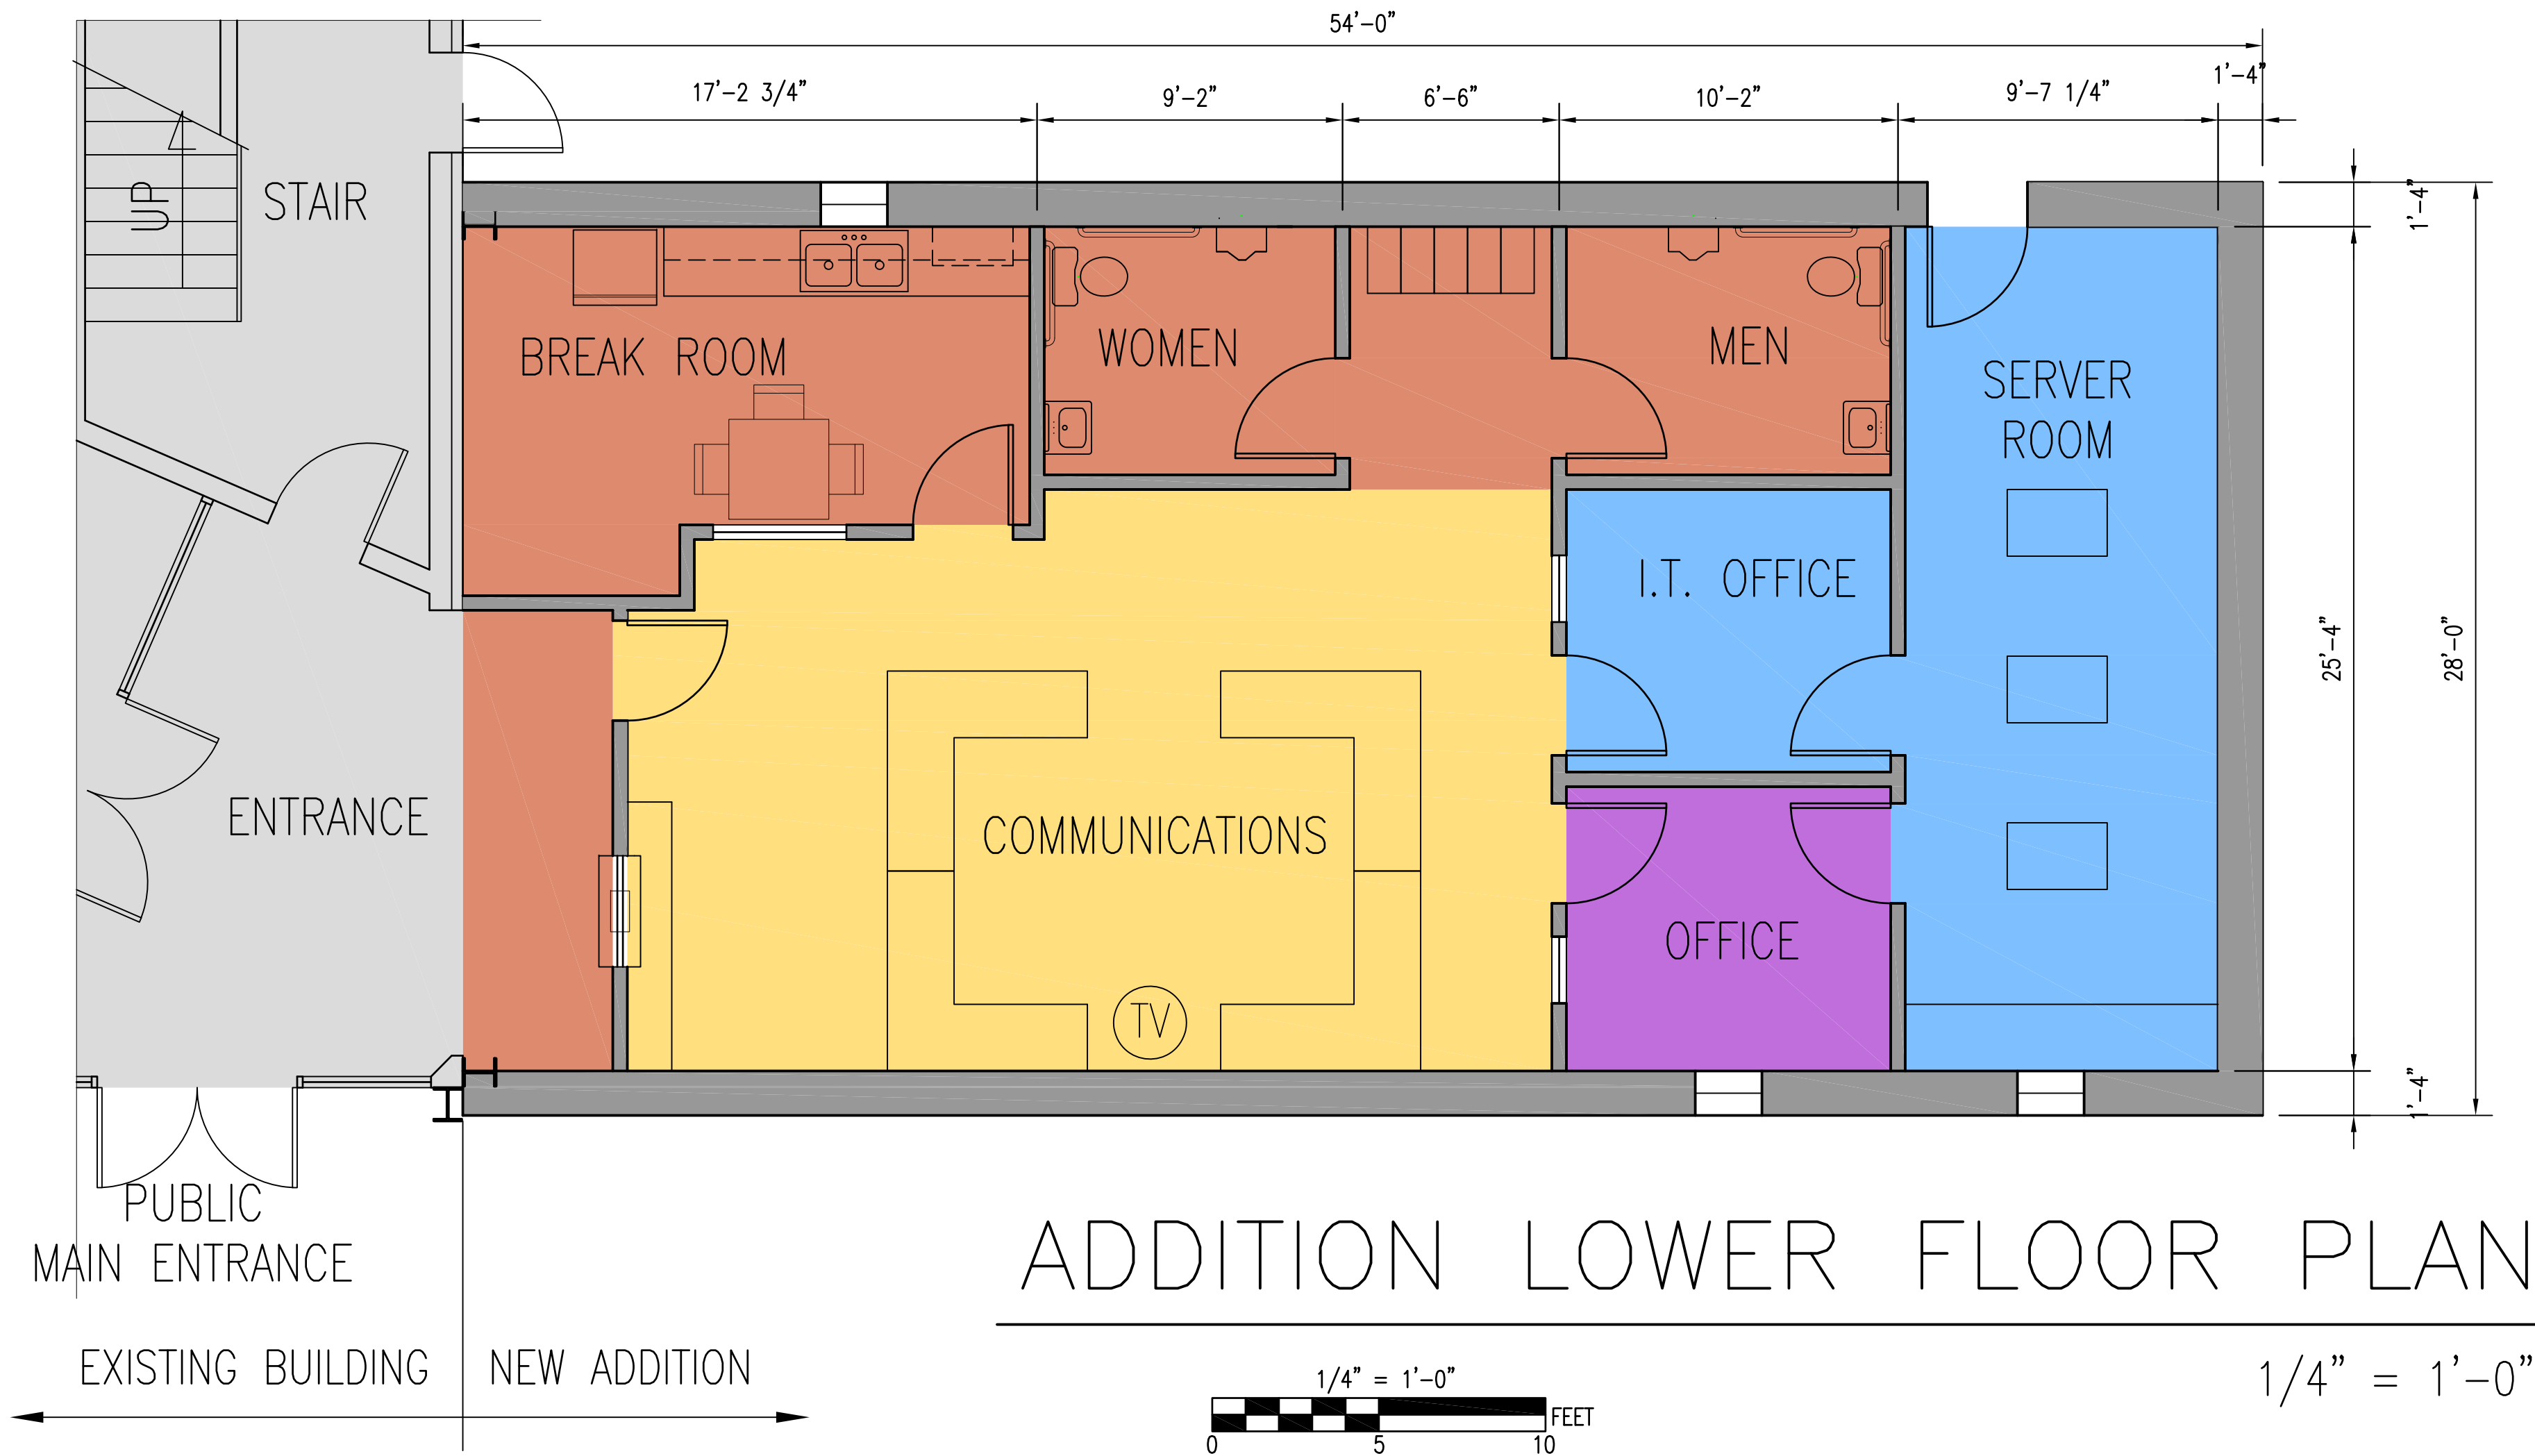 54'-0"
17'-2 3/4"
9'-2"
6'-6"
10'-2"
9'-7 1/4"
1'-4"
UP
STAIR
BREAK ROOM
WOMEN
MEN
SERVER
ROOM
1'-4"
I.T. OFFICE
25'-4"
28'-0"
ENTRANCE
COMMUNICATIONS
OFFICE
TV
1'-4"
PUBLIC
MAIN ENTRANCE
ADDITION LOWER FLOOR PLAN
EXISTING BUILDING
NEW ADDITION
1/4" = 1'-0"
1/4" = 1'-0"
FEET
0 5 10